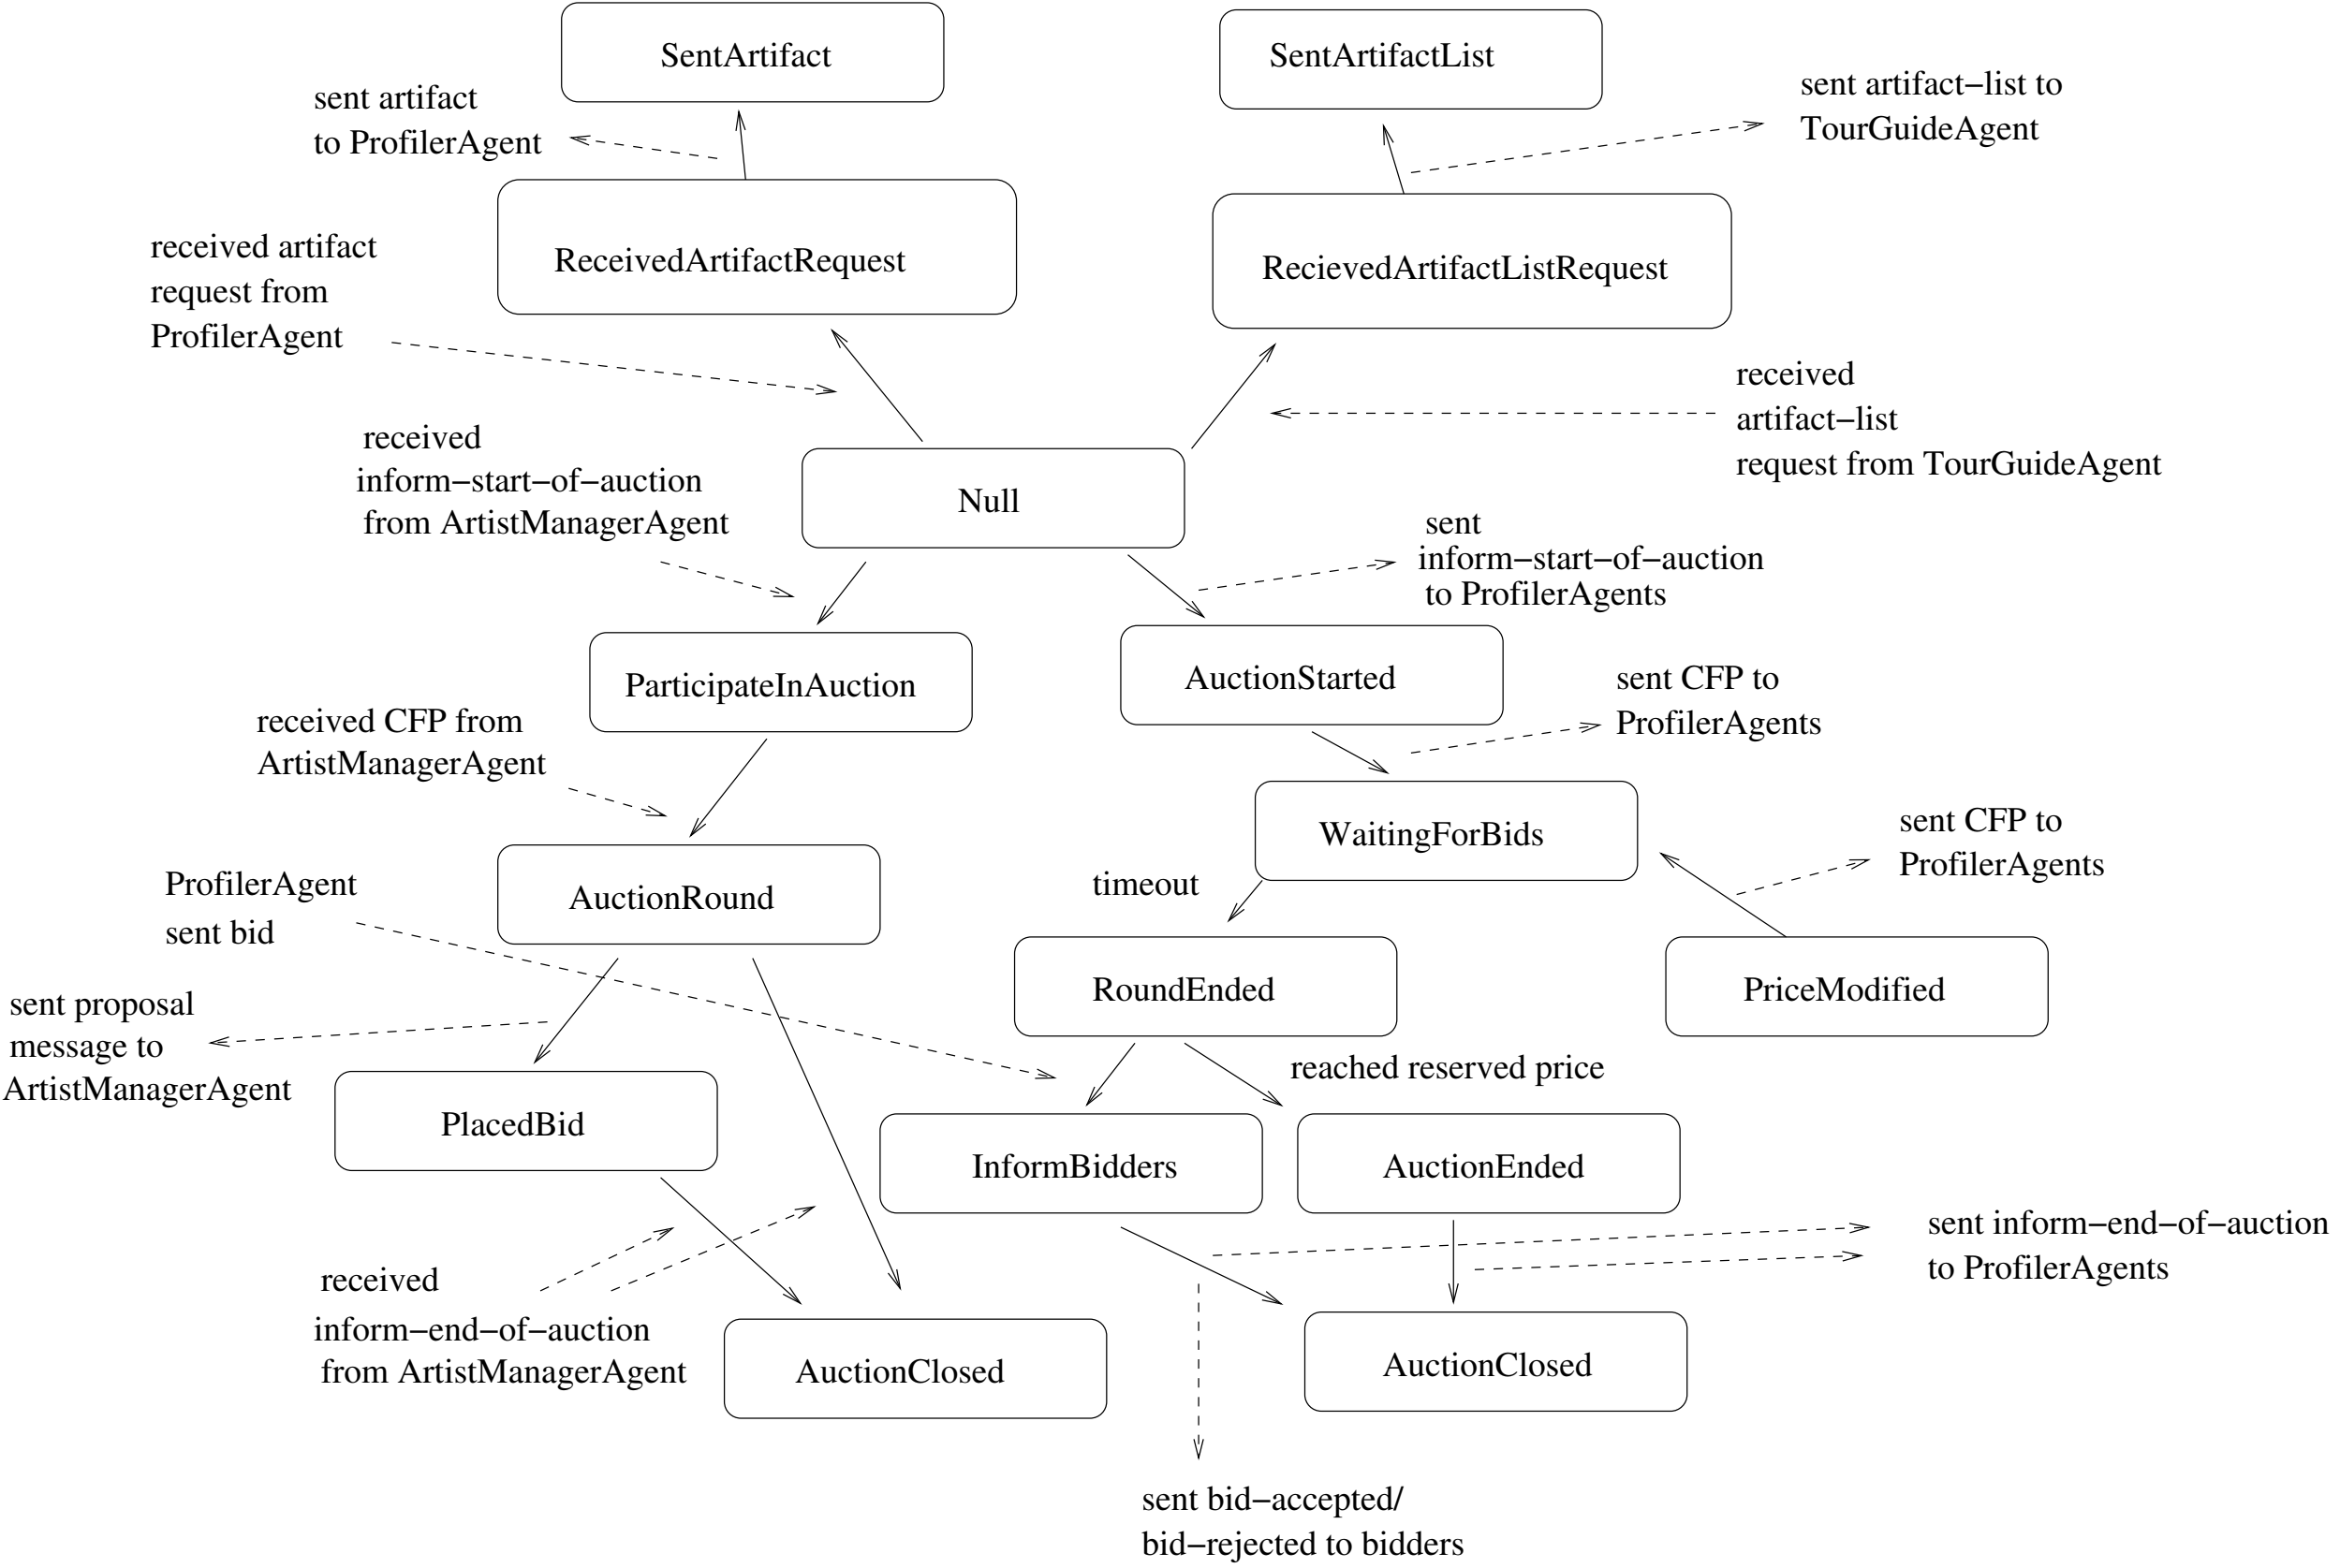 SentArtifact
SentArtifactList
sent artifact
to ProfilerAgent
sent artifact−list to
TourGuideAgent
received artifact
request from
ProfilerAgent
ReceivedArtifactRequest
RecievedArtifactListRequest
received
artifact−list
request from TourGuideAgent
received
inform−start−of−auction
from ArtistManagerAgent
Null
sent
inform−start−of−auction
to ProfilerAgents
ParticipateInAuction
AuctionStarted
sent CFP to
ProfilerAgents
received CFP from
ArtistManagerAgent
WaitingForBids
sent CFP to
ProfilerAgents
ProfilerAgent
sent bid
AuctionRound
timeout
RoundEnded
PriceModified
sent proposal
message to
ArtistManagerAgent
reached reserved price
PlacedBid
InformBidders
AuctionEnded
sent inform−end−of−auction
to ProfilerAgents
received
inform−end−of−auction
from ArtistManagerAgent
AuctionClosed
AuctionClosed
sent bid−accepted/
bid−rejected to bidders